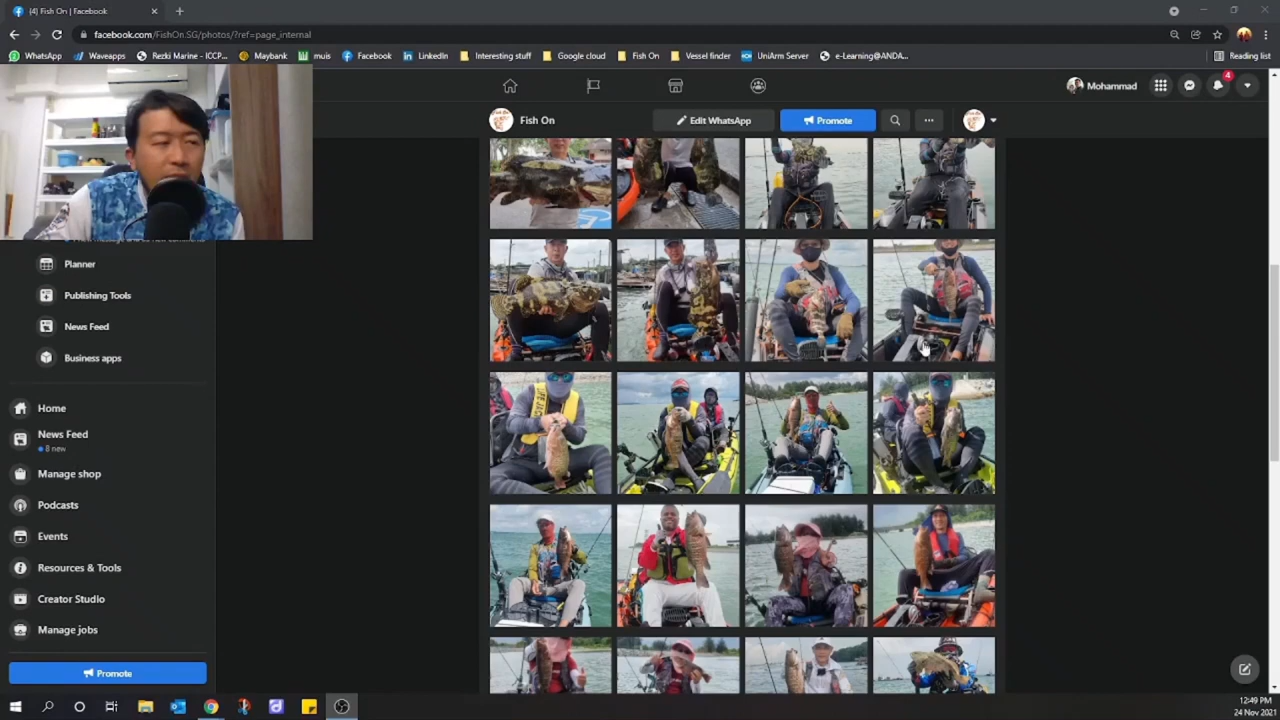 (4) Fish On | Facebook
facebook.com/FishOn.SG/photos/?ref=page_internal
WhatsApp
Waveapps
Rezki Marine - ICCP...
Maybank
muis
Facebook
LinkedIn
Interesting stuff
Google cloud
Fish On
Vessel finder
UniArm Server
e-Learning@ANDA...
Reading list
Mohammad
4
Fish On
Edit WhatsApp
Promote
Planner
Publishing Tools
News Feed
Business apps
Home
News Feed
8 new
Manage shop
Podcasts
Events
Resources & Tools
Creator Studio
Manage jobs
Promote
12:49 PM
24 Nov 2021